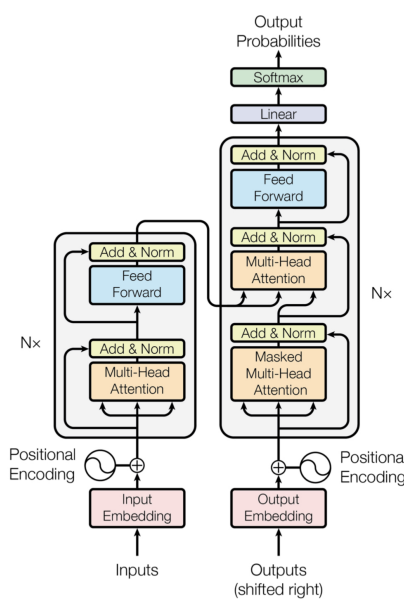 Output
Probabilities
Softmax
Linear
Add & Norm
Feed
Forward
Add & Norm
Multi-Head
Attention
Nx
Add & Norm
Masked
Multi-Head
Attention
Positional
Encoding
Output
Embedding
Outputs
(shifted right)
Add & Norm
Feed
Forward
N×
Add & Norm
Multi-Head
Attention
Positional
Encoding
Input
Embedding
Inputs